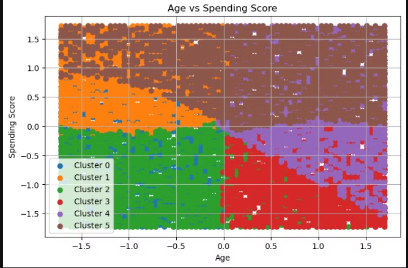 Age vs Spending Score
Spending Score
1.5
1.0
0.5
0.0
−0.5
−1.0
−1.5
Cluster 0
Cluster 1
Cluster 2
Cluster 3
Cluster 4
Cluster 5
−1.5 −1.0 −0.5 0.0 0.5 1.0 1.5
Age